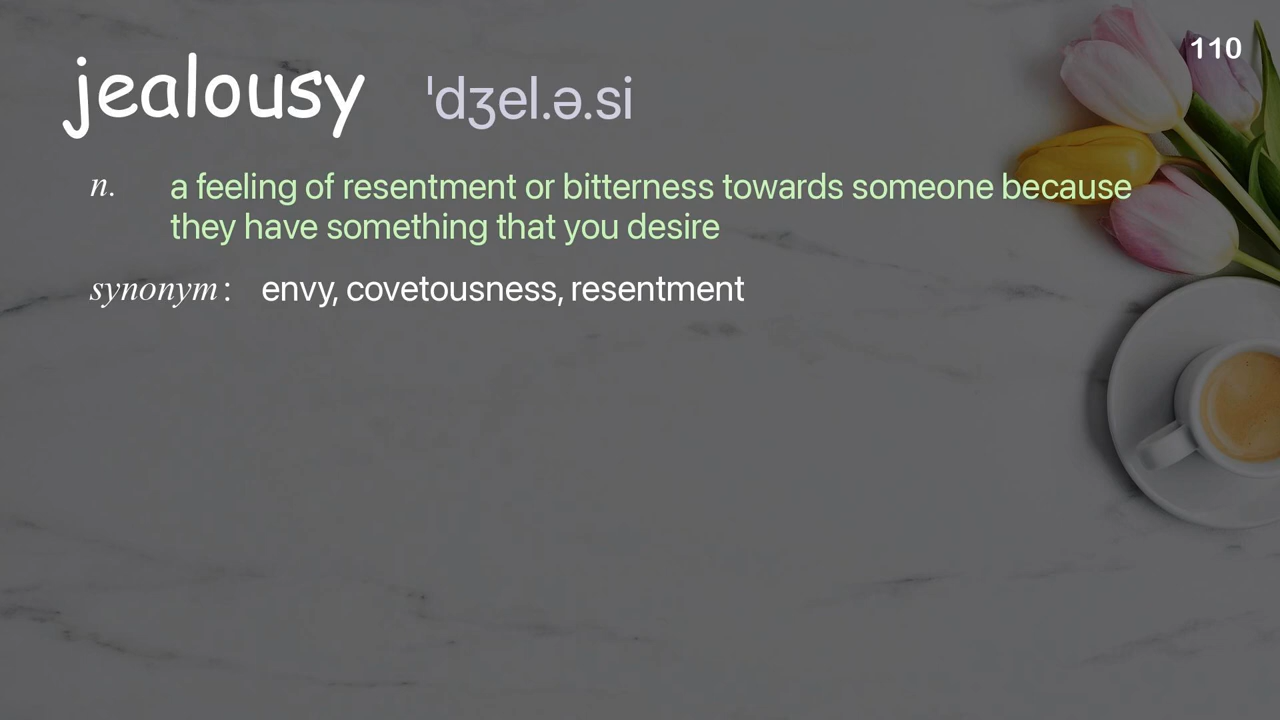 110
jealousy ˈdʒel.ə.si
n. a feeling of resentment or bitterness towards someone because
they have something that you desire
synonym: envy, covetousness, resentment